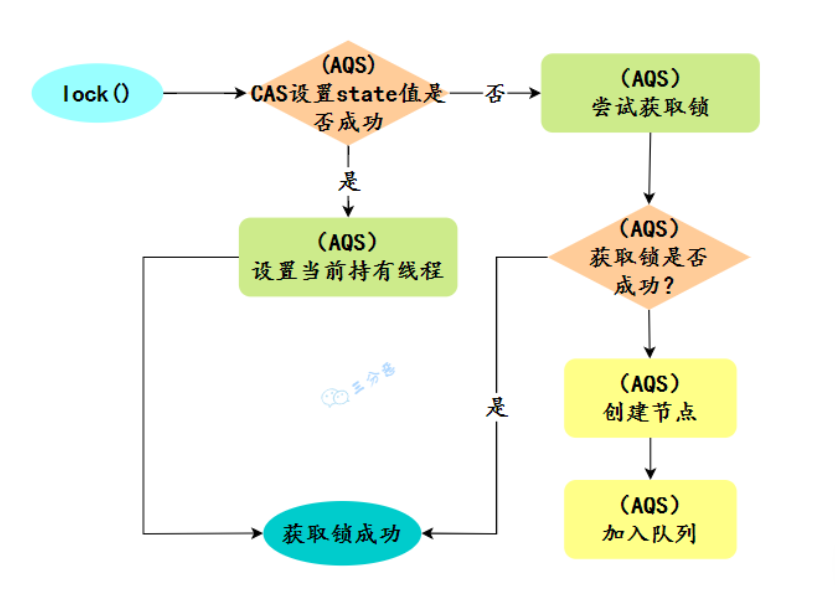 lock()
(AQS)
CAS设置state值是
否成功
否
(AQS)
尝试获取锁
是
(AQS)
设置当前持有线程
(AQS)
获取锁是否
成功?
三分恶
是
(AQS)
创建节点
(AQS)
加入队列
获取锁成功